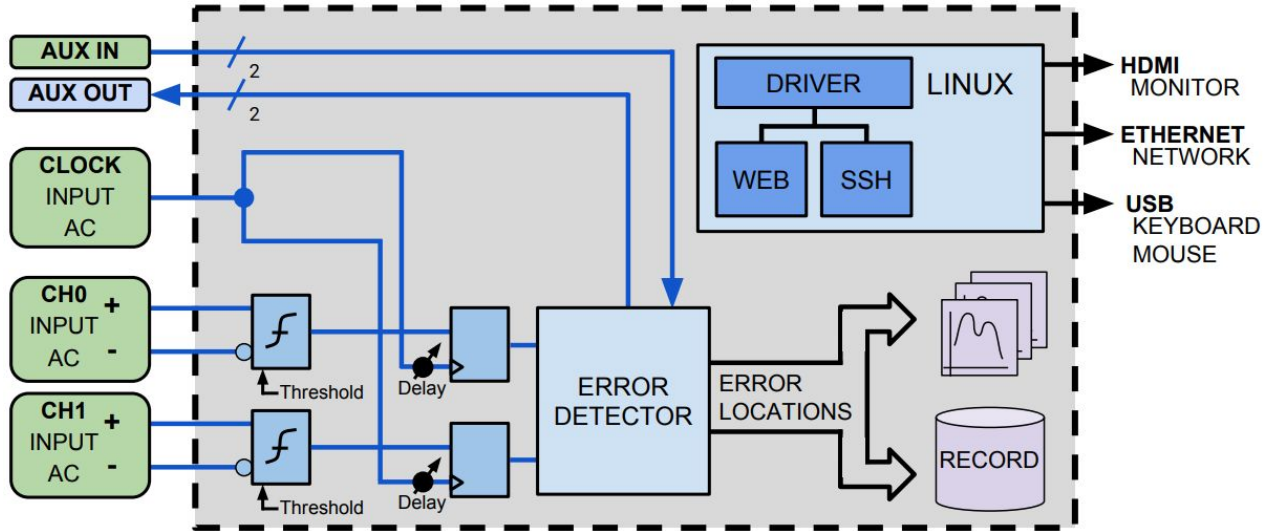 AUX IN
2
AUX OUT
2
CLOCK
INPUT
AC
CH0 +
INPUT
AC -
Threshold
Delay
CH1 +
INPUT
AC -
Threshold
Delay
ERROR
DETECTOR
ERROR
LOCATIONS
RECORD
LINUX
DRIVER
WEB
SSH
HDMI
MONITOR
ETHERNET
NETWORK
USB
KEYBOARD
MOUSE